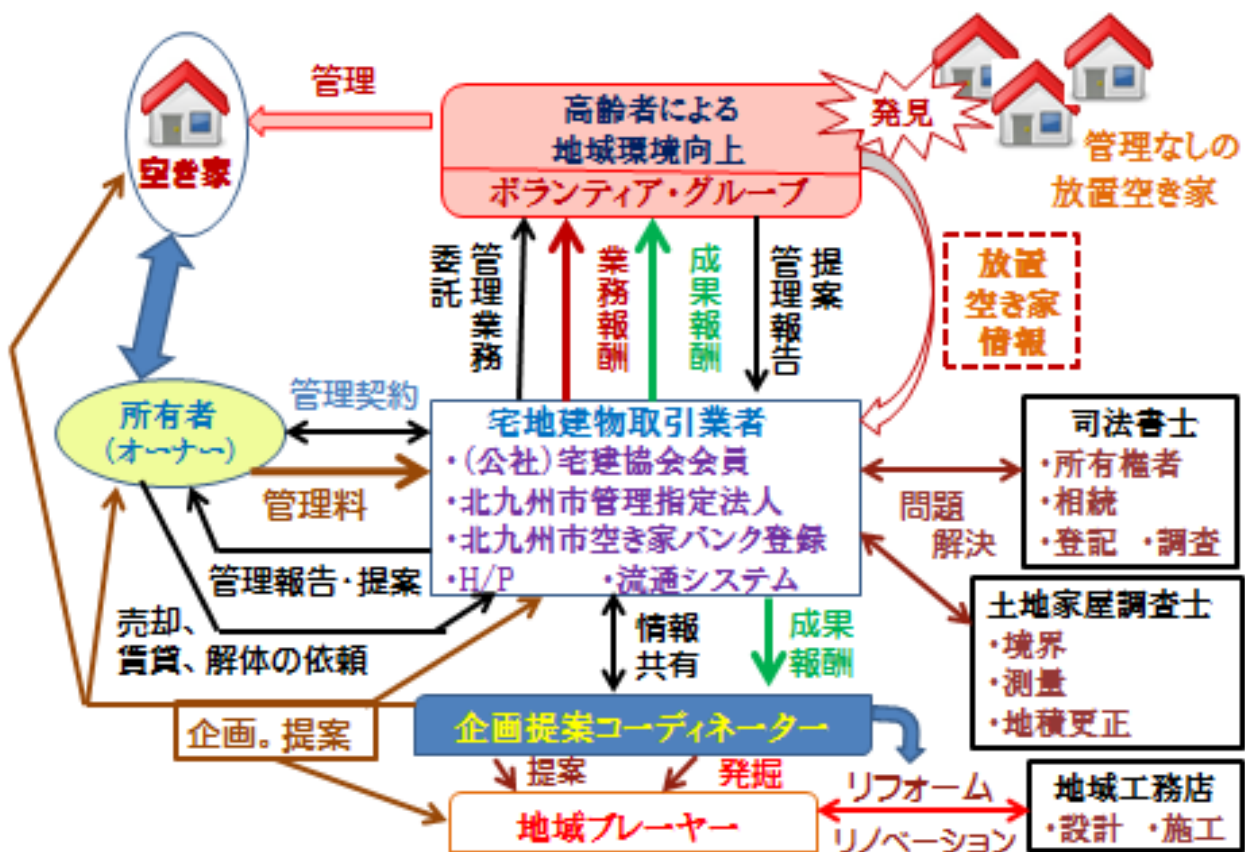 管理
空き家
高齢者による
地域環境向上
ボランティア・グループ
発見
管理なしの
放置空き家
放置
空き家
情報
管理業務
委託
業務報酬
成果報酬
提案
管理報告
所有者
(オーナー)
管理契約
管理料
管理報告・提案
売却、
賃貸、解体の依頼
宅地建物取引業者
・(公社)宅建協会会員
・北九州市管理指定法人
・北九州市空き家バンク登録
・H/P ・流通システム
問題
解決
司法書士
・所有権者
・相続
・登記 ・調査
土地家屋調査士
・境界
・測量
・地積更正
情報
共有
成果
報酬
企画。提案
企画提案コーディネーター
提案
発掘
地域プレーヤー
リフォーム
リノベーション
地域工務店
・設計 ・施工